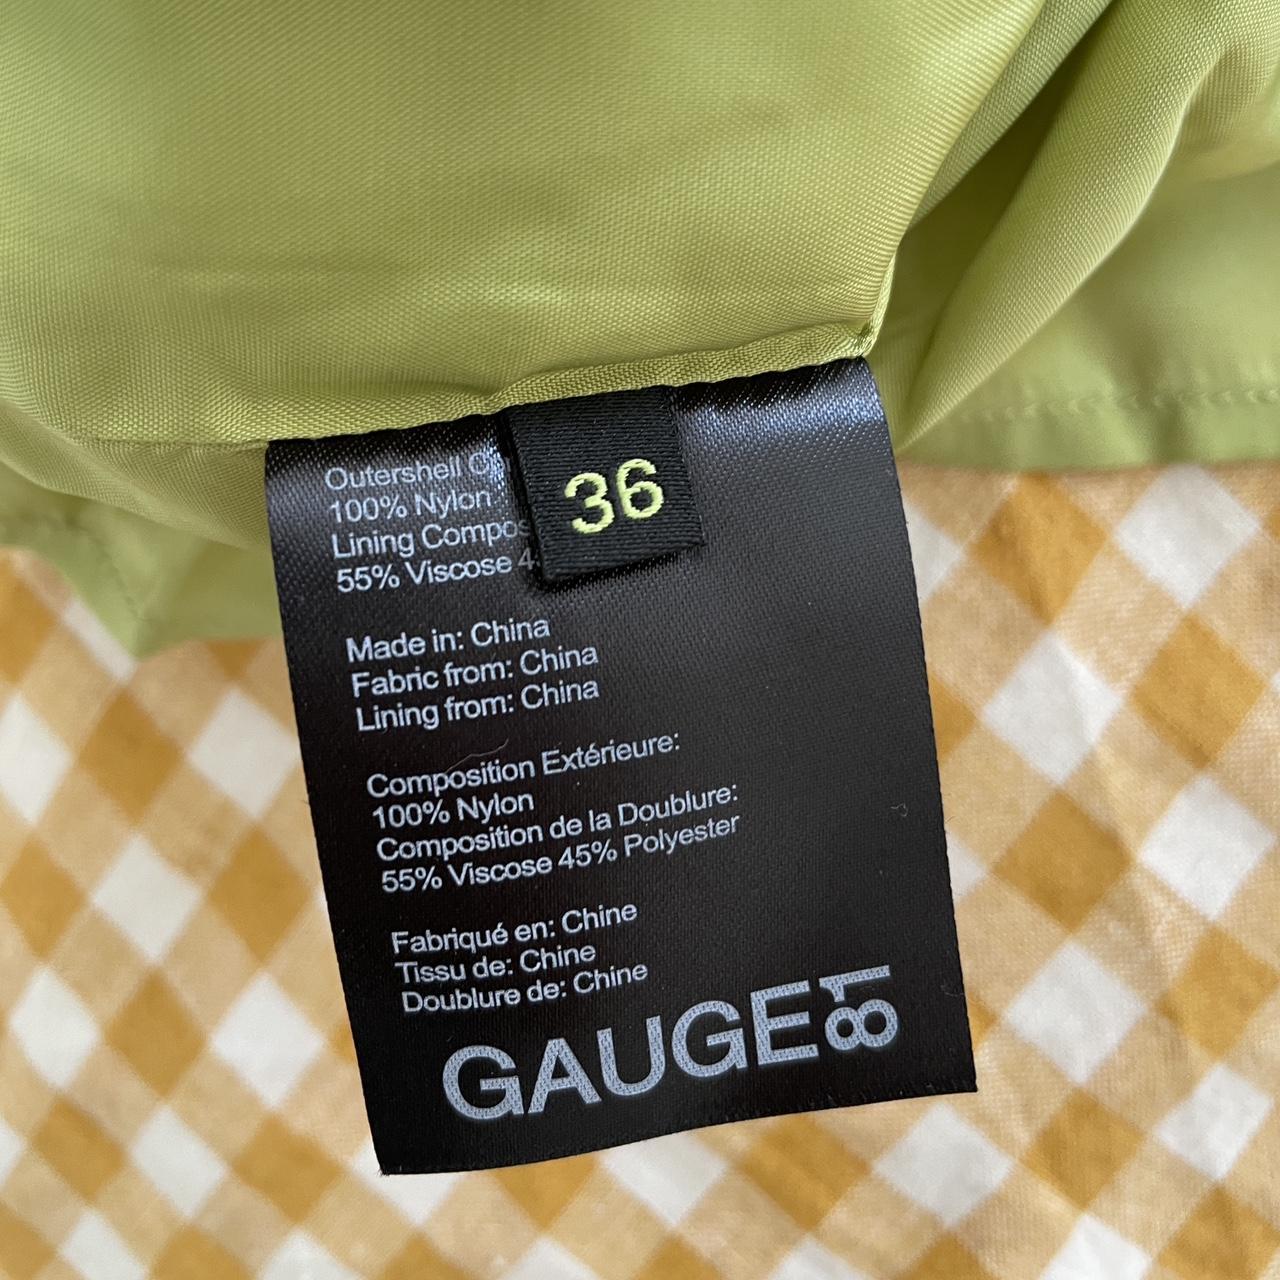 Outershell
36
100% Nylon
Lining
55% Viscose
Made in: China
Fabric from: China
Lining from: China
Composition Extérieure:
100% Nylon
Composition de la Doublure:
55% Viscose 45% Polyester
Fabriqué en: Chine
Tissu de: Chine
Doublure de: Chine
GAUGE81